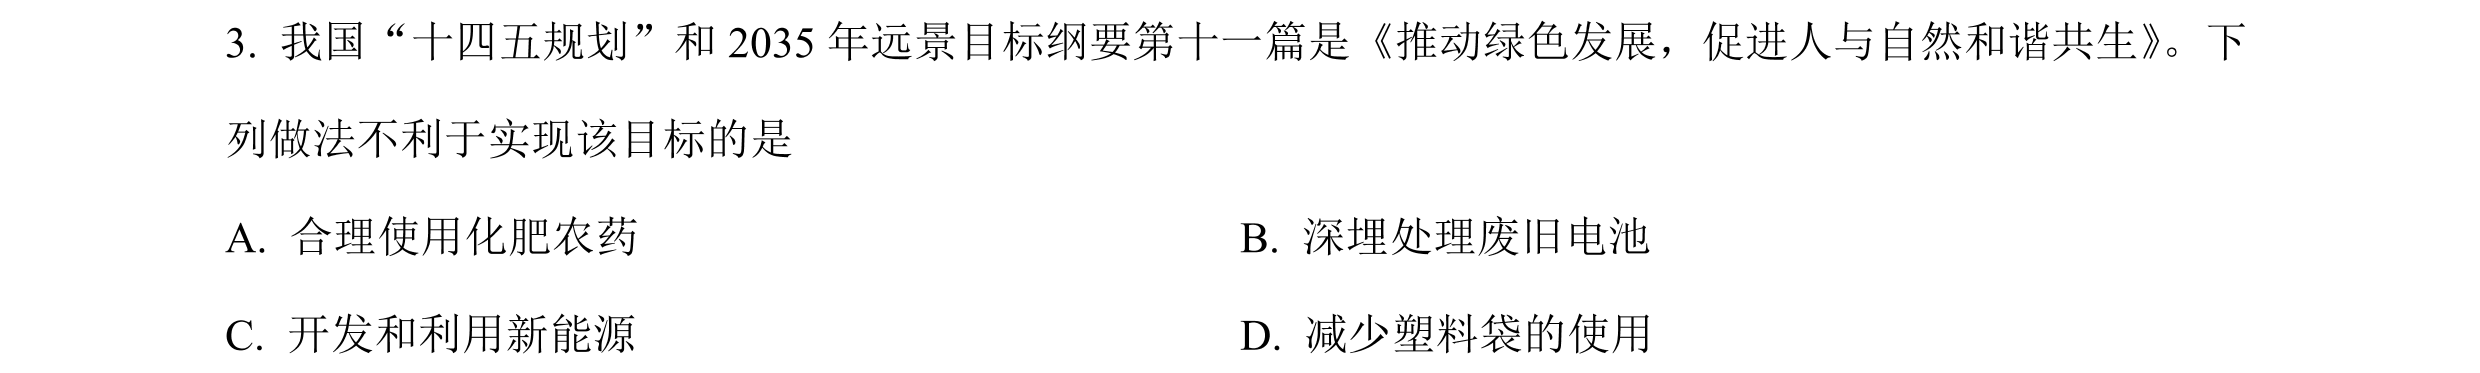 3. 我国“十四五规划”和 2035 年远景目标纲要第十一篇是《推动绿色发展，促进人与自然和谐共生》。下
列做法不利于实现该目标的是
A. 合理使用化肥农药 B. 深埋处理废旧电池
C. 开发和利用新能源 D. 减少塑料袋的使用